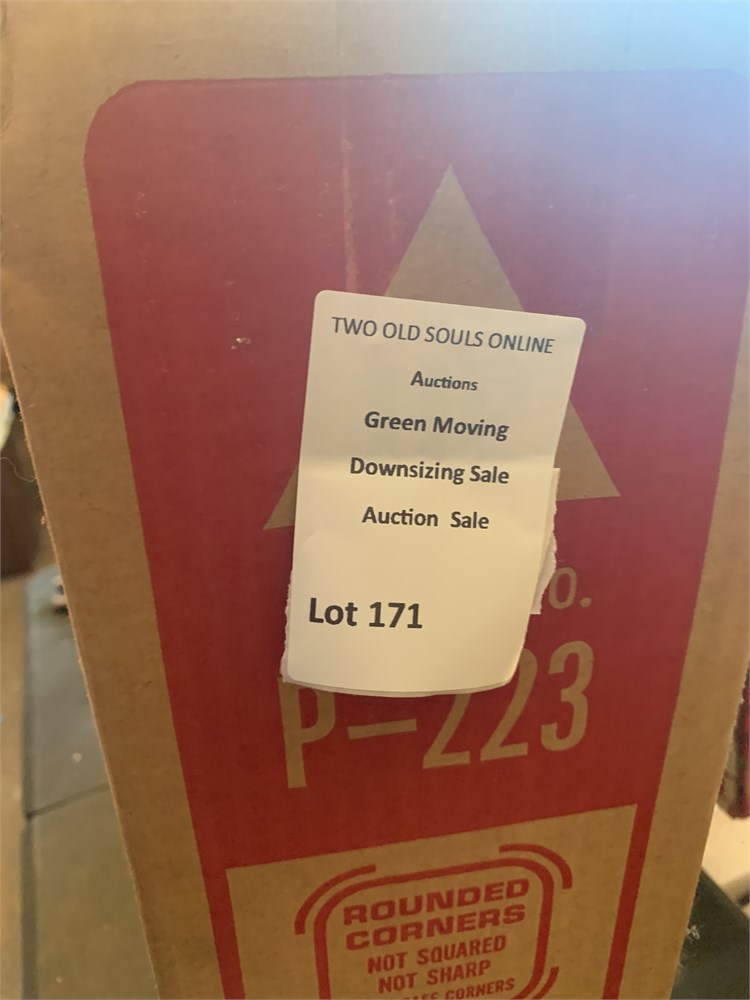 TWO OLD SOULS ONLINE
Auctions
Green Moving
Downsizing Sale
Auction Sale
Lot 171
P-223
ROUNDED
CORNERS
NOT SQUARED
NOT SHARP
CORNERS